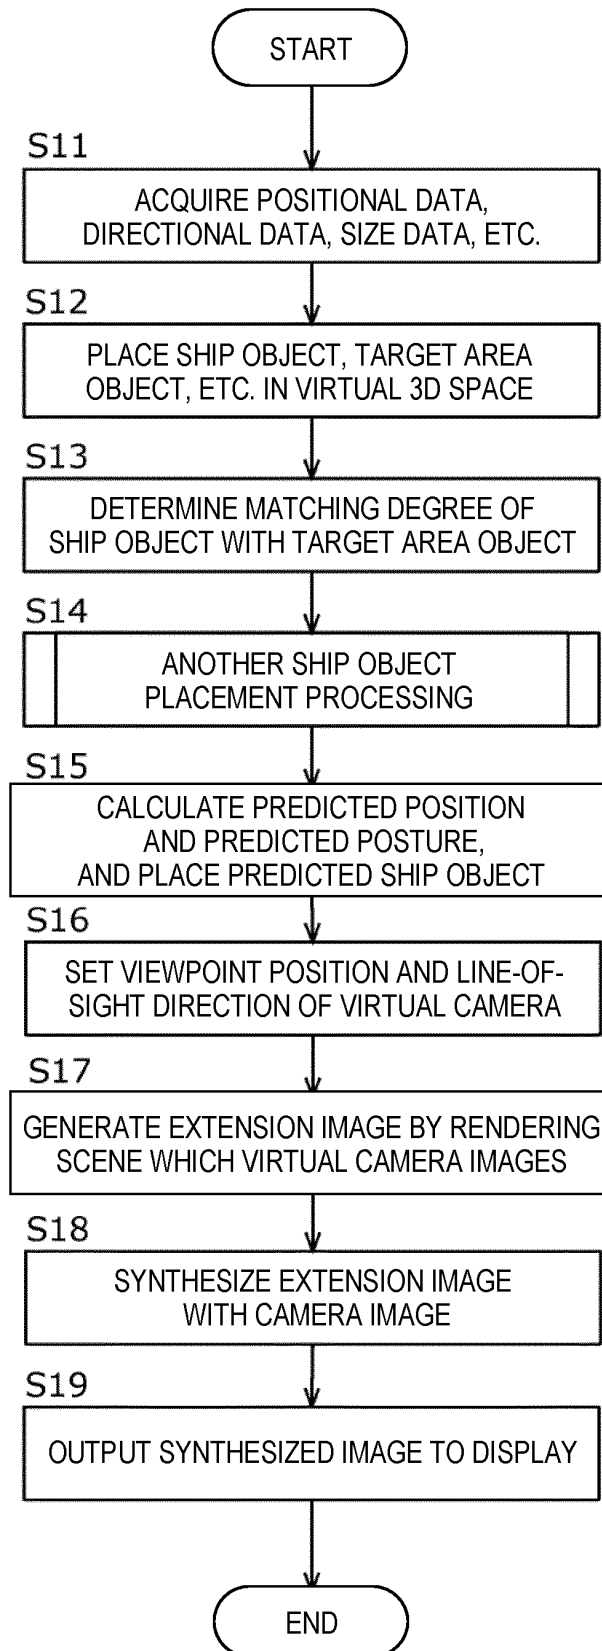 START
S11
ACQUIRE POSITIONAL DATA,
DIRECTIONAL DATA, SIZE DATA, ETC.
S12
PLACE SHIP OBJECT, TARGET AREA
OBJECT, ETC. IN VIRTUAL 3D SPACE
S13
DETERMINE MATCHING DEGREE OF
SHIP OBJECT WITH TARGET AREA OBJECT
S14
ANOTHER SHIP OBJECT
PLACEMENT PROCESSING
S15
CALCULATE PREDICTED POSITION
AND PREDICTED POSTURE,
AND PLACE PREDICTED SHIP OBJECT
S16
SET VIEWPOINT POSITION AND LINE-OF-
SIGHT DIRECTION OF VIRTUAL CAMERA
S17
GENERATE EXTENSION IMAGE BY RENDERING
SCENE WHICH VIRTUAL CAMERA IMAGES
S18
SYNTHESIZE EXTENSION IMAGE
WITH CAMERA IMAGE
S19
OUTPUT SYNTHESIZED IMAGE TO DISPLAY
END